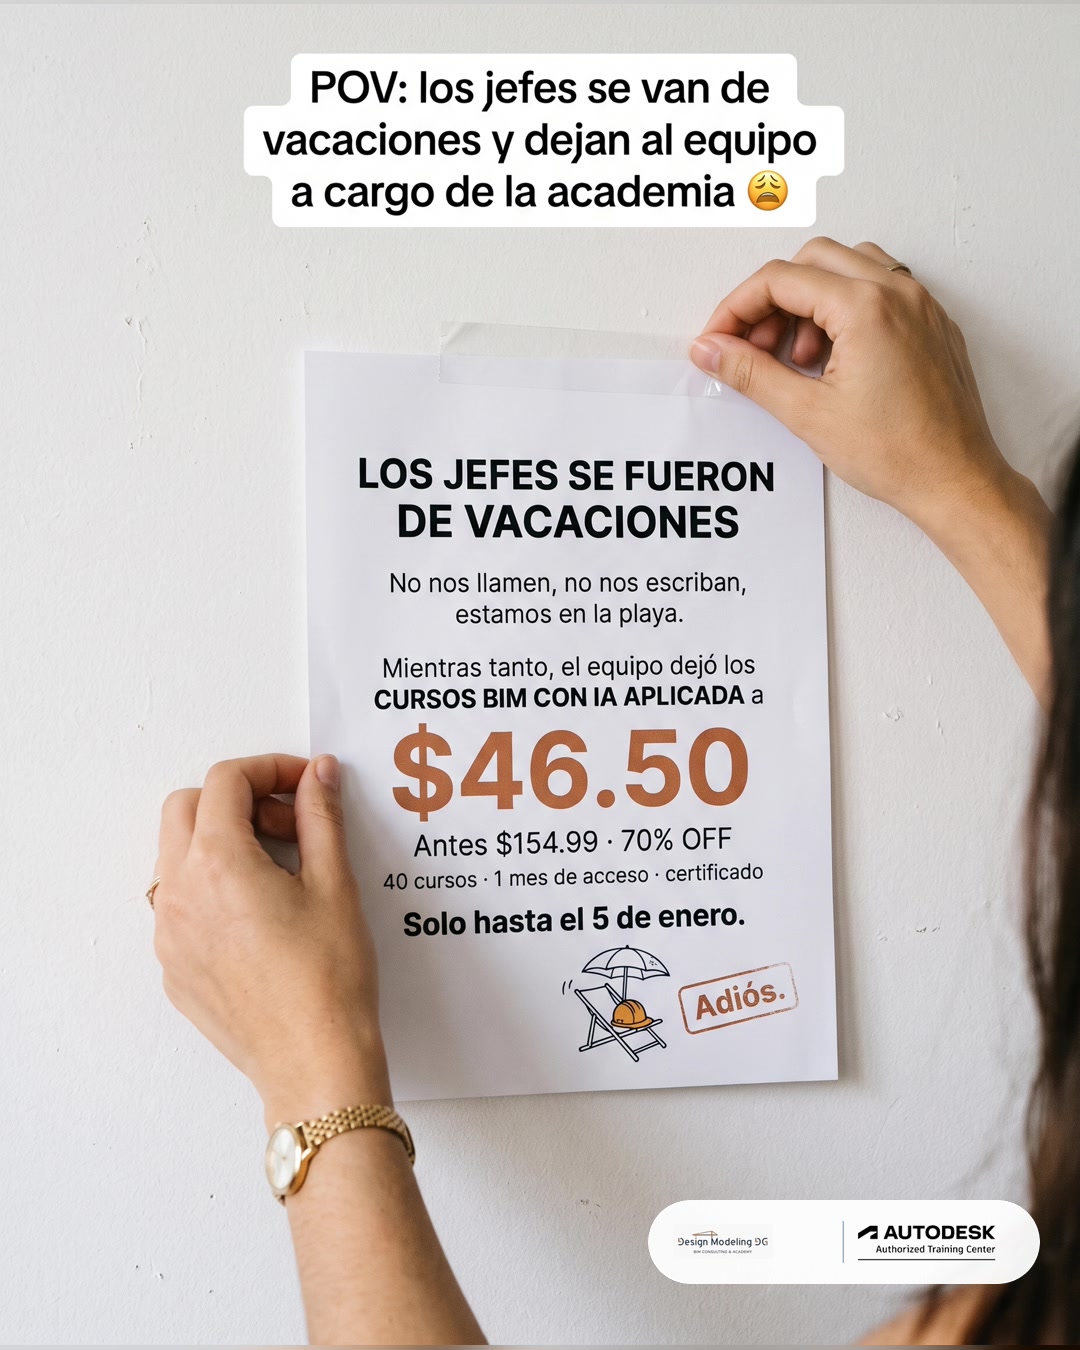 POV: los jefes se van de
vacaciones y dejan al equipo
a cargo de la academia 😩
LOS JEFES SE FUERON
DE VACACIONES
No nos llamen, no nos escriban,
estamos en la playa.
Mientras tanto, el equipo dejó los
CURSOS BIM CON IA APLICADA a
$46.50
Antes $154.99 · 70% OFF
40 cursos · 1 mes de acceso · certificado
Solo hasta el 5 de enero.
Adiós.
Design Modeling DG
BIM CONSULTING & ACADEMY
AUTODESK
Authorized Training Center